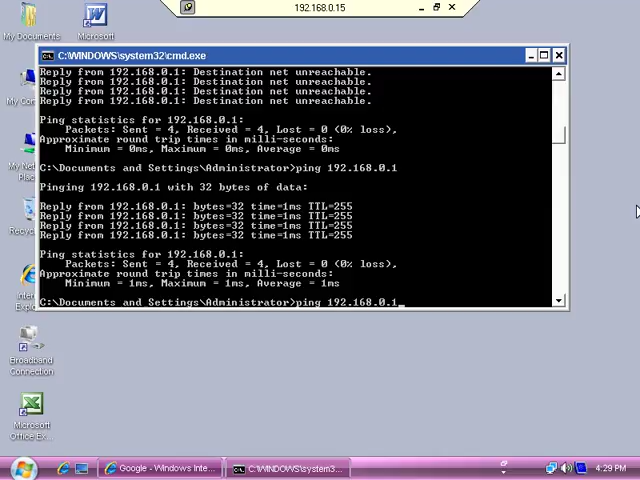 192.168.0.15
My Documents
Microsoft
C:\WINDOWS\system32\cmd.exe
Reply from 192.168.0.1: Destination net unreachable.
Reply from 192.168.0.1: Destination net unreachable.
Reply from 192.168.0.1: Destination net unreachable.
Reply from 192.168.0.1: Destination net unreachable.
Ping statistics for 192.168.0.1:
Packets: Sent = 4, Received = 4, Lost = 0 (0% loss),
Approximate round trip times in milli-seconds:
Minimum = 0ms, Maximum = 0ms, Average = 0ms
C:\Documents and Settings\Administrator>ping 192.168.0.1
Pinging 192.168.0.1 with 32 bytes of data:
Reply from 192.168.0.1: bytes=32 time=1ms TTL=255
Reply from 192.168.0.1: bytes=32 time=1ms TTL=255
Reply from 192.168.0.1: bytes=32 time=1ms TTL=255
Reply from 192.168.0.1: bytes=32 time=1ms TTL=255
Ping statistics for 192.168.0.1:
Packets: Sent = 4, Received = 4, Lost = 0 (0% loss),
Approximate round trip times in milli-seconds:
Minimum = 1ms, Maximum = 1ms, Average = 1ms
C:\Documents and Settings\Administrator>ping 192.168.0.1_
My Co
My Net
Plac
Recyc
Intern
Explo
Broadband
Connection
Microsoft
Office Ex...
Google - Windows Inte...
C:\WINDOWS\system3...
4:29 PM